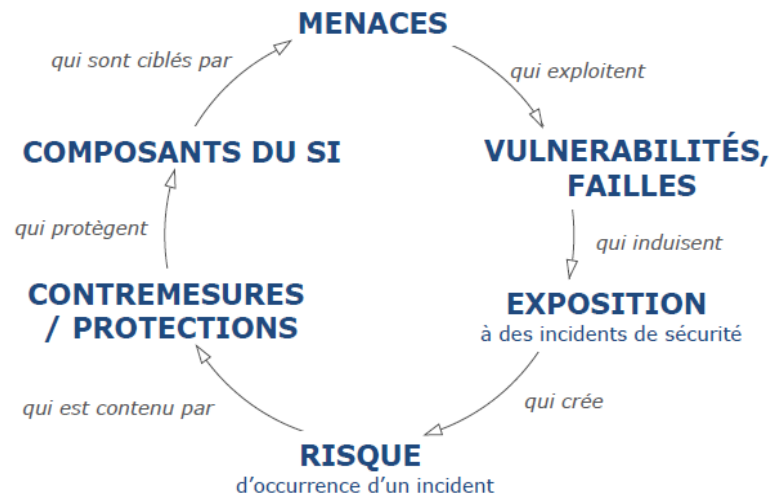 MENACES
qui exploitent
VULNERABILITÉS,
FAILLES
qui induisent
EXPOSITION
à des incidents de sécurité
qui crée
RISQUE
d'occurrence d'un incident
qui est contenu par
CONTREMESURES
/ PROTECTIONS
qui protègent
COMPOSANTS DU SI
qui sont ciblés par